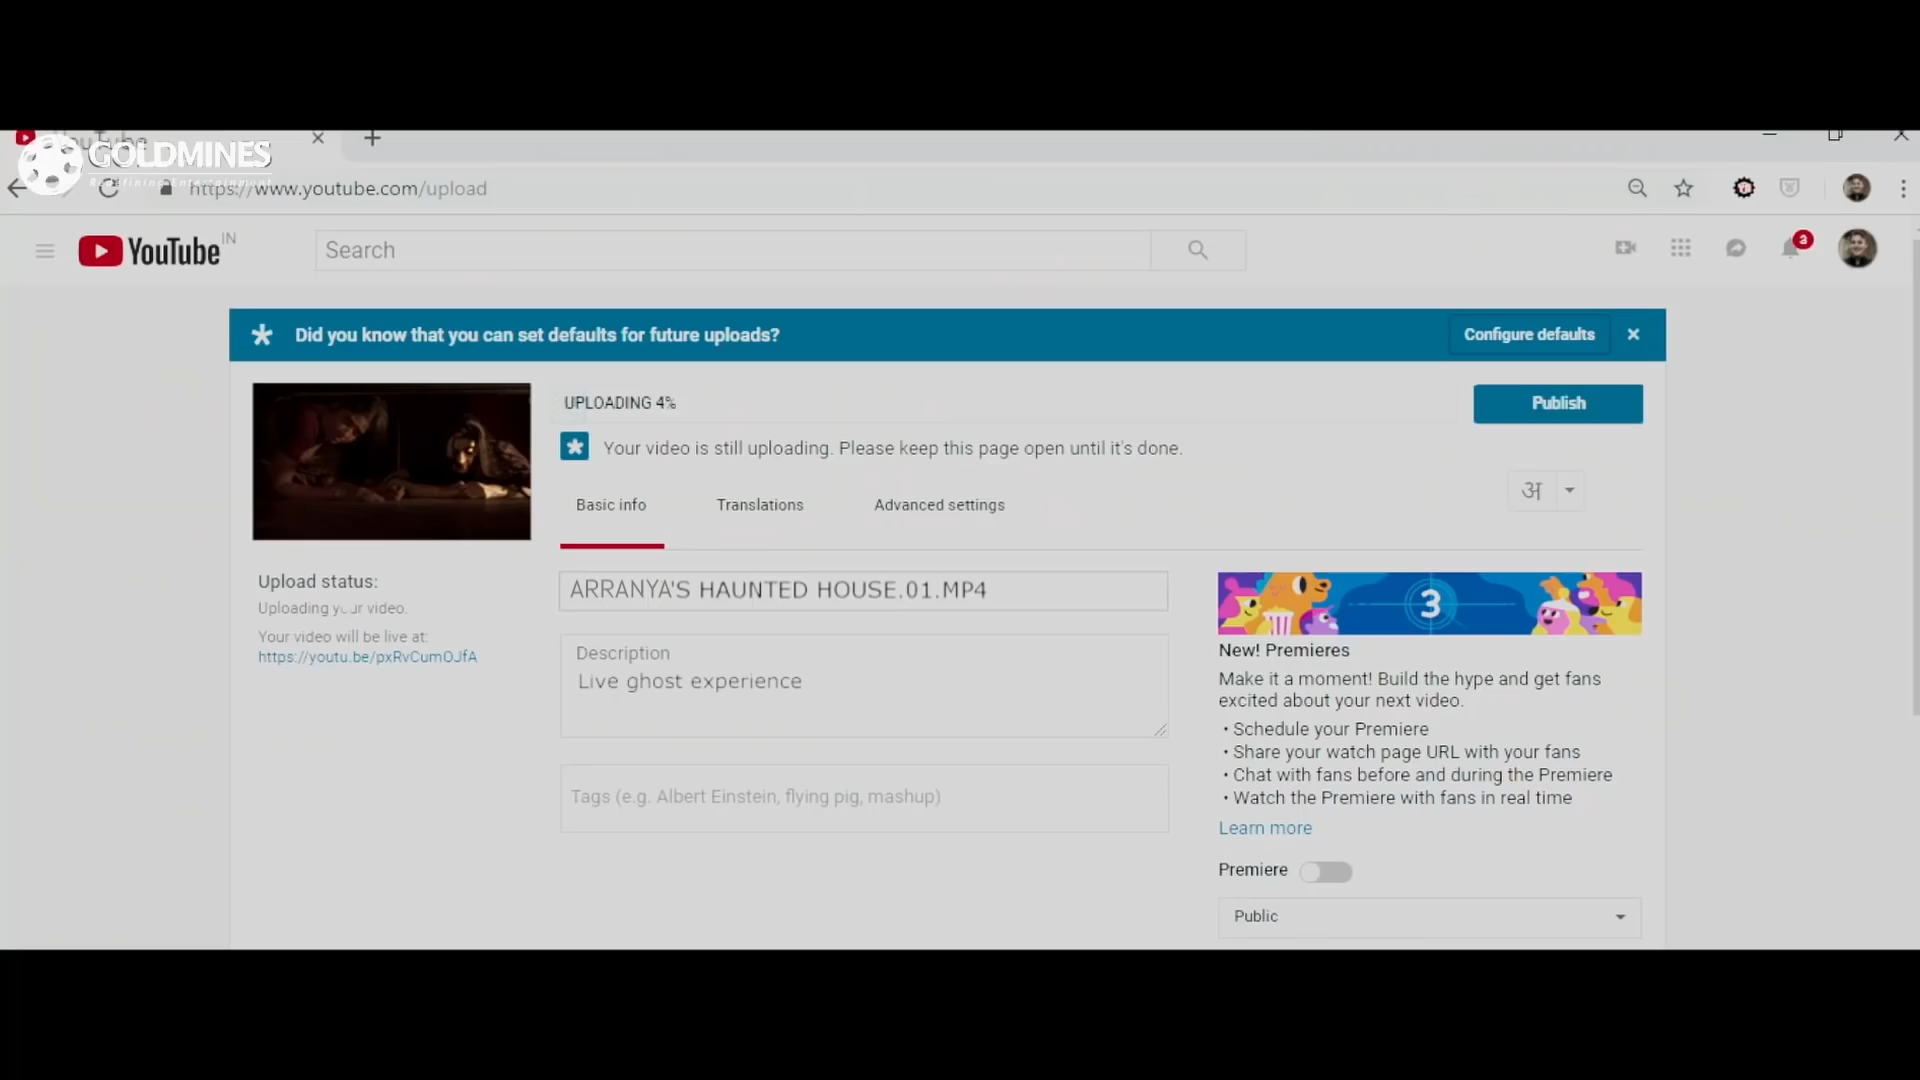 YouTube
GOLDMINES
Redefining Entertainment
https://www.youtube.com/upload
YouTube IN
Search
3
Did you know that you can set defaults for future uploads?
Configure defaults
UPLOADING 4%
Publish
Your video is still uploading. Please keep this page open until it's done.
Basic info
Translations
Advanced settings
अ
Upload status:
Uploading your video.
Your video will be live at:
https://youtu.be/pxRvCumOJfA
ARRANYA'S HAUNTED HOUSE.01.MP4
Description
Live ghost experience
Tags (e.g. Albert Einstein, flying pig, mashup)
3
New! Premieres
Make it a moment! Build the hype and get fans
excited about your next video.
• Schedule your Premiere
• Share your watch page URL with your fans
• Chat with fans before and during the Premiere
• Watch the Premiere with fans in real time
Learn more
Premiere
Public